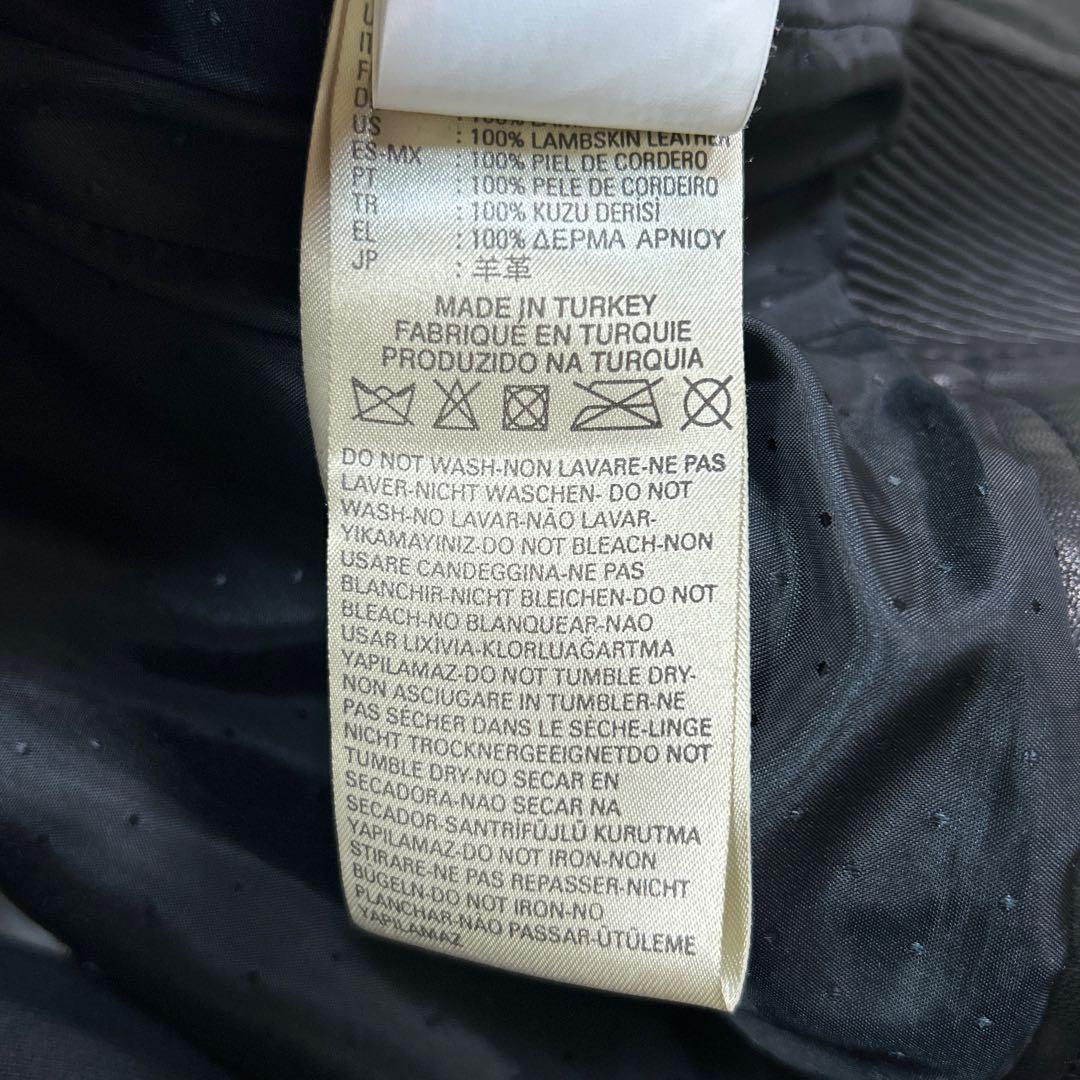 US : 100% LAMBSKIN LEATHER
ES-MX : 100% PIEL DE CORDERO
PT : 100% PELE DE CORDEIRO
TR : 100% KUZU DERİSİ
EL : 100% ΔΕΡΜΑ ΑΡΝΙΟΥ
JP : 羊革
MADE IN TURKEY
FABRIQUÉ EN TURQUIE
PRODUZIDO NA TURQUIA
DO NOT WASH-NON LAVARE-NE PAS
LAVER-NICHT WASCHEN- DO NOT
WASH-NO LAVAR-NÃO LAVAR-
YIKAMAYINIZ-DO NOT BLEACH-NON
USARE CANDEGGINA-NE PAS
BLANCHIR-NICHT BLEICHEN-DO NOT
BLEACH-NO BLANQUEAR-NAO
USAR LIXÍVIA-KLORLUAĞARTMA
YAPILAMAZ-DO NOT TUMBLE DRY-
NON ASCIUGARE IN TUMBLER-NE
PAS SÉCHER DANS LE SÈCHE-LINGE
NICHT TROCKNERGEEIGNETDO NOT
TUMBLE DRY-NO SECAR EN
SECADORA-NAO SECAR NA
SECADOR-SANTRİFÜJLÜ KURUTMA
YAPILAMAZ-DO NOT IRON-NON
STIRARE-NE PAS REPASSER-NICHT
BÜGELN-DO NOT IRON-NO
PLANCHAR-NÃO PASSAR-ÜTÜLEME
YAPILAMAZ